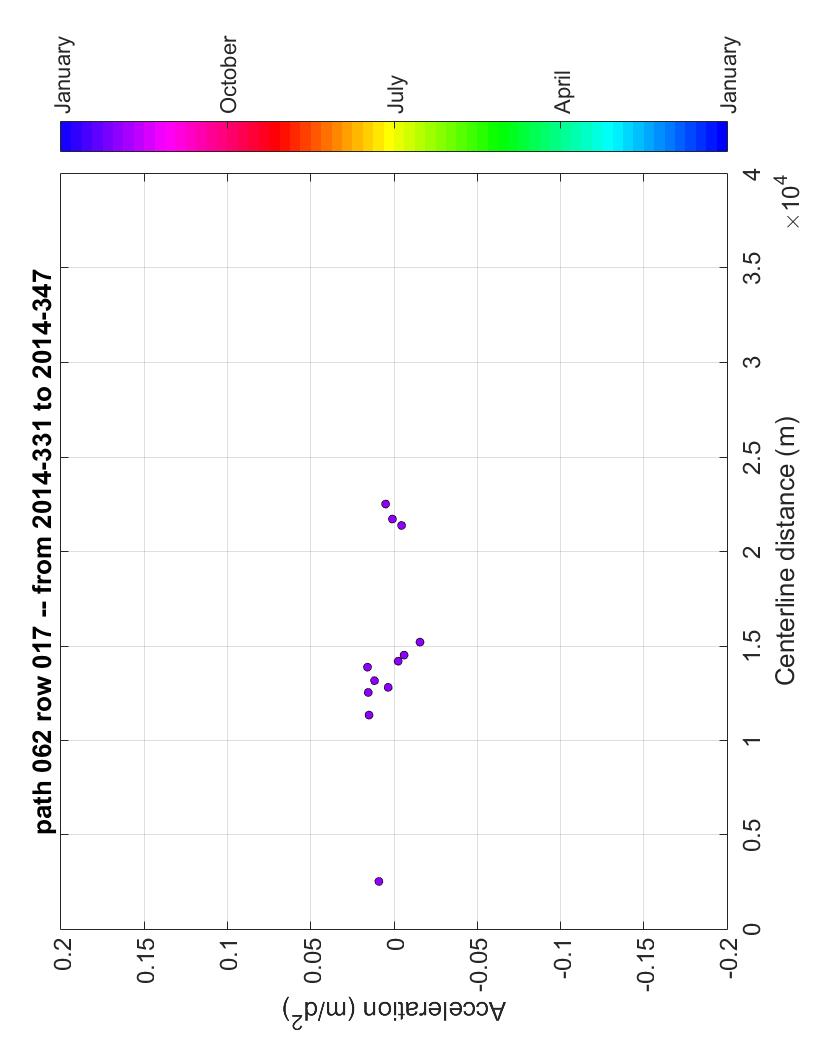 path 062 row 017 -- from 2014-331 to 2014-347
Acceleration (m/d²)
0.2
0.15
0.1
0.05
0
-0.05
-0.1
-0.15
-0.2
0
0.5
1
1.5
2
2.5
3
3.5
4
×10⁴
Centerline distance (m)
January
October
July
April
January